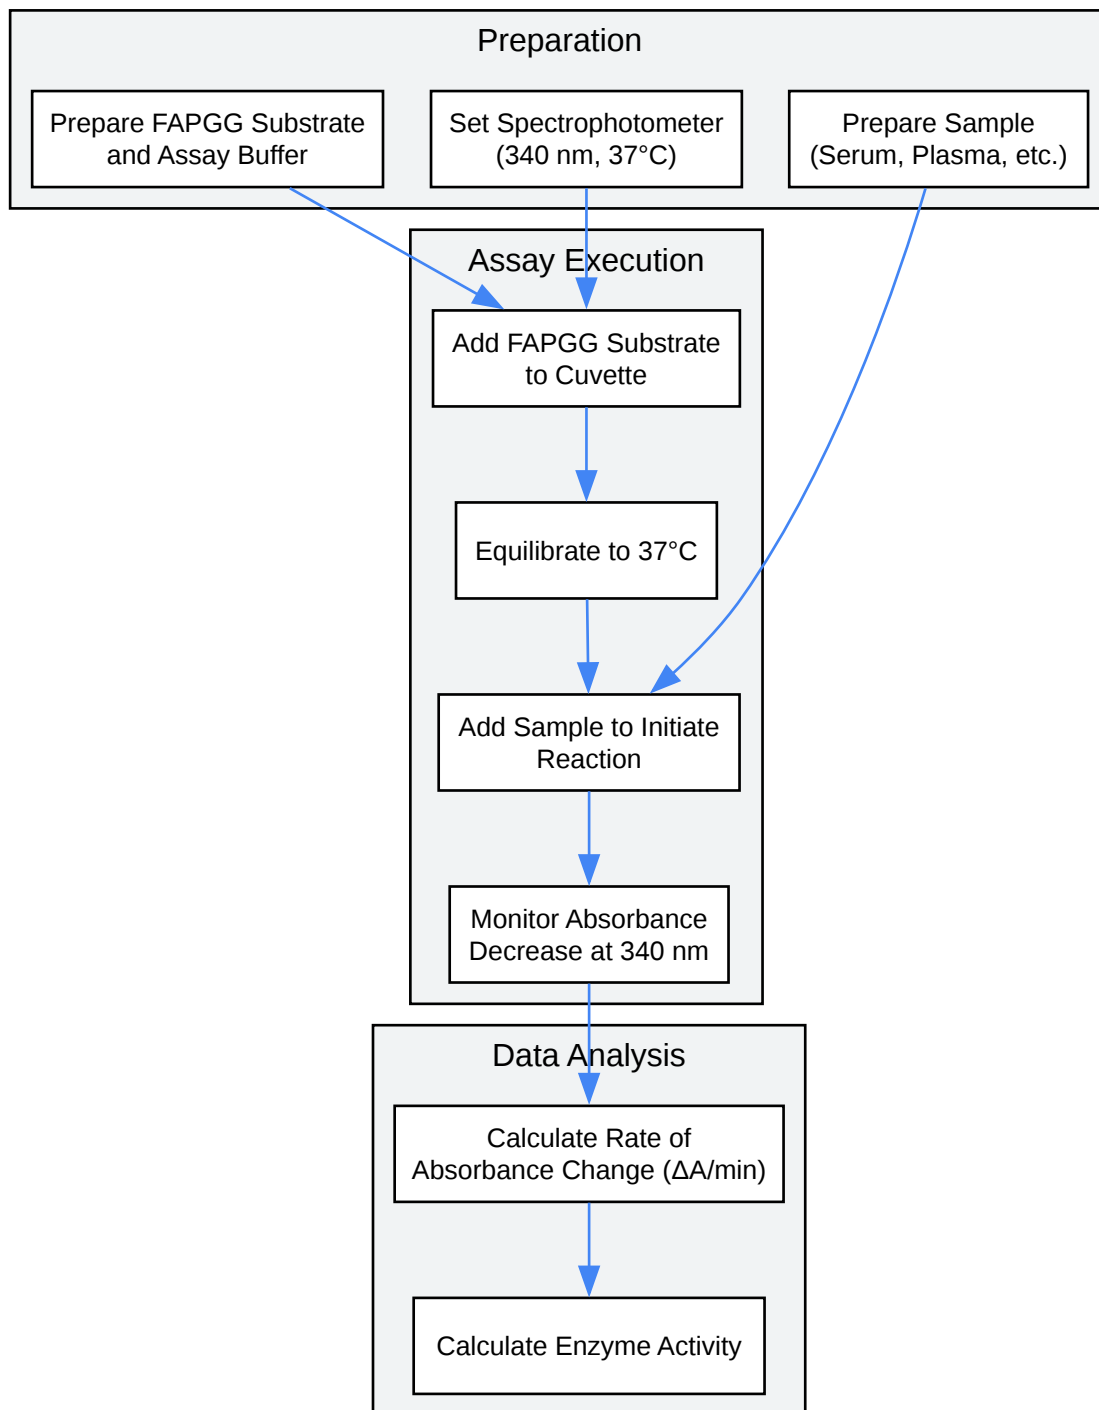 Preparation
Prepare FAPGG Substrate
and Assay Buffer
Set Spectrophotometer
(340 nm, 37°C)
Prepare Sample
(Serum, Plasma, etc.)
Assay Execution
Add FAPGG Substrate
to Cuvette
Equilibrate to 37°C
Add Sample to Initiate
Reaction
Monitor Absorbance
Decrease at 340 nm
Data Analysis
Calculate Rate of
Absorbance Change (ΔA/min)
Calculate Enzyme Activity